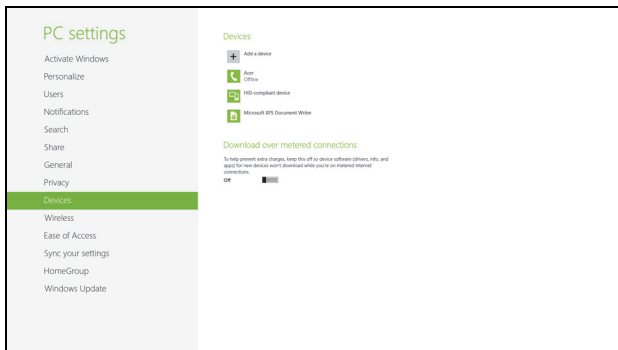 PC settings
Activate Windows
Personalize
Users
Notifications
Search
Share
General
Privacy
Devices
Wireless
Ease of Access
Sync your settings
HomeGroup
Windows Update
Devices
Add a device
Acer
Offline
HID-compliant device
Microsoft XPS Document Writer
Download over metered connections
To help prevent extra charges, keep this off so device software (drivers, info, and
apps) for new devices won't download while you're on metered Internet
connections.
Off